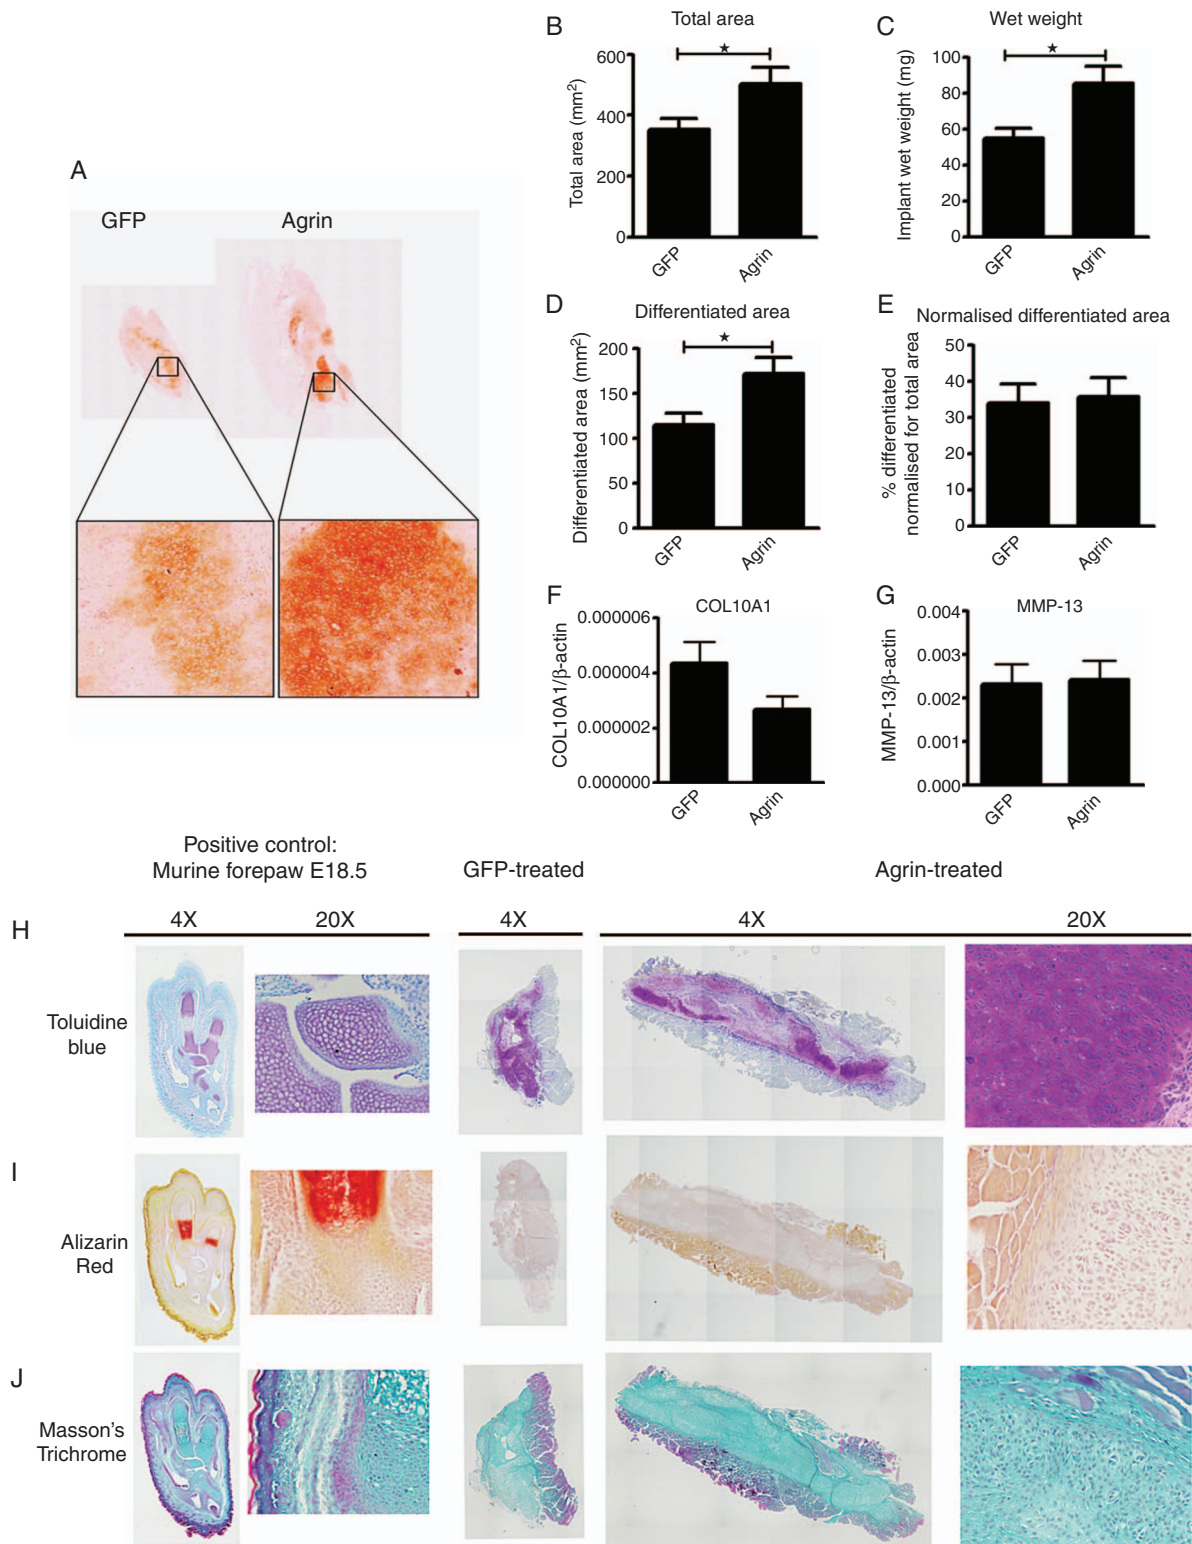 A
GFP
Agrin
B
Total area
Total area (mm²)
600
400
200
0
★
GFP
Agrin
C
Wet weight
Implant wet weight (mg)
100
80
60
40
20
0
★
GFP
Agrin
D
Differentiated area
Differentiated area (mm²)
200
150
100
50
0
★
GFP
Agrin
E
Normalised differentiated area
% differentiated
normalised for total area
50
40
30
20
10
0
GFP
Agrin
F
COL10A1
COL10A1/β-actin
0.000006
0.000004
0.000002
0.000000
GFP
Agrin
G
MMP-13
MMP-13/β-actin
0.004
0.003
0.002
0.001
0.000
GFP
Agrin
Positive control:
Murine forepaw E18.5
GFP-treated
Agrin-treated
4X
20X
4X
4X
20X
H
Toluidine
blue
I
Alizarin
Red
J
Masson's
Trichrome